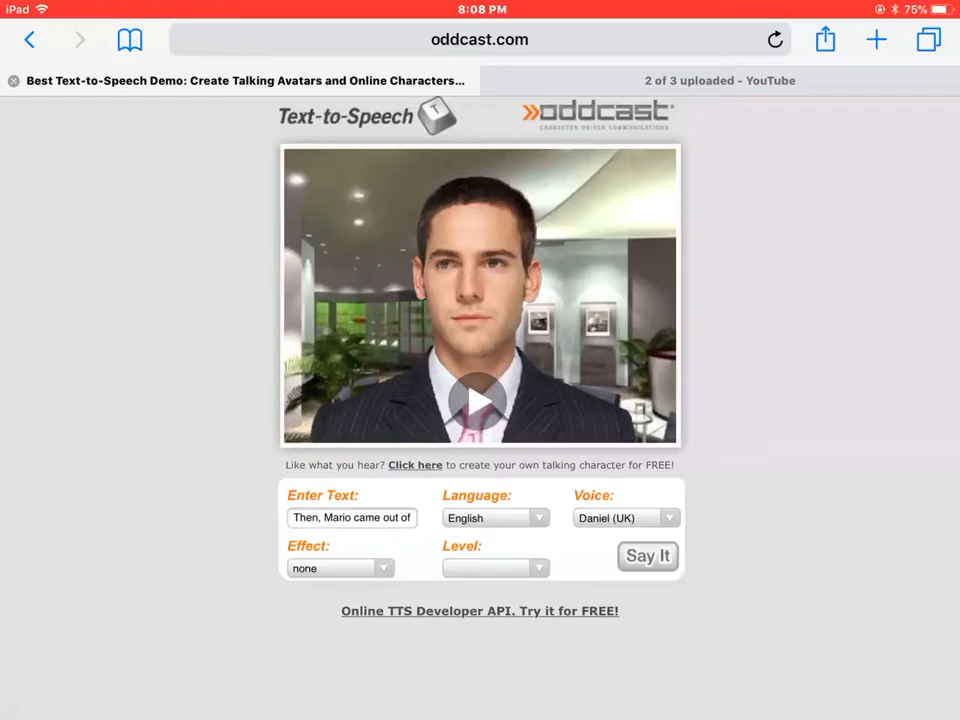 iPad 8:08 PM 75%
oddcast.com
Best Text-to-Speech Demo: Create Talking Avatars and Online Characters... 2 of 3 uploaded - YouTube
Text-to-Speech T oddcast
CHARACTER DRIVEN COMMUNICATIONS
Like what you hear? Click here to create your own talking character for FREE!
Enter Text: Language: Voice:
Then, Mario came out of English Daniel (UK)
Effect: Level:
none Say It
Online TTS Developer API. Try it for FREE!